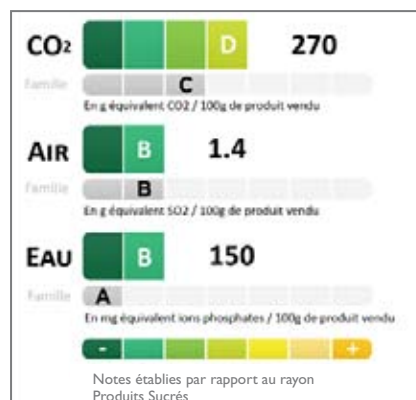 CO2 D 270
Famille C
En g équivalent CO2 / 100g de produit vendu
AIR B 1.4
Famille B
En g équivalent SO2 / 100g de produit vendu
EAU B 150
Famille A
En mg équivalent ions phosphates / 100g de produit vendu
- +
Notes établies par rapport au rayon
Produits Sucrés